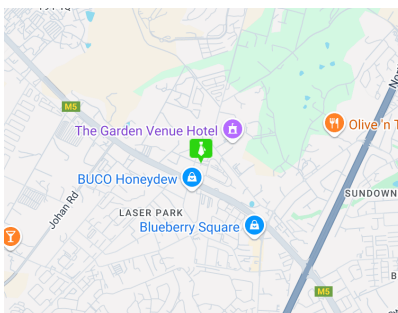 M5
The Garden Venue Hotel
Olive 'n T
BUCO Honeydew
SUNDOWN
Johan Rd
LASER PARK
Blueberry Square
M5